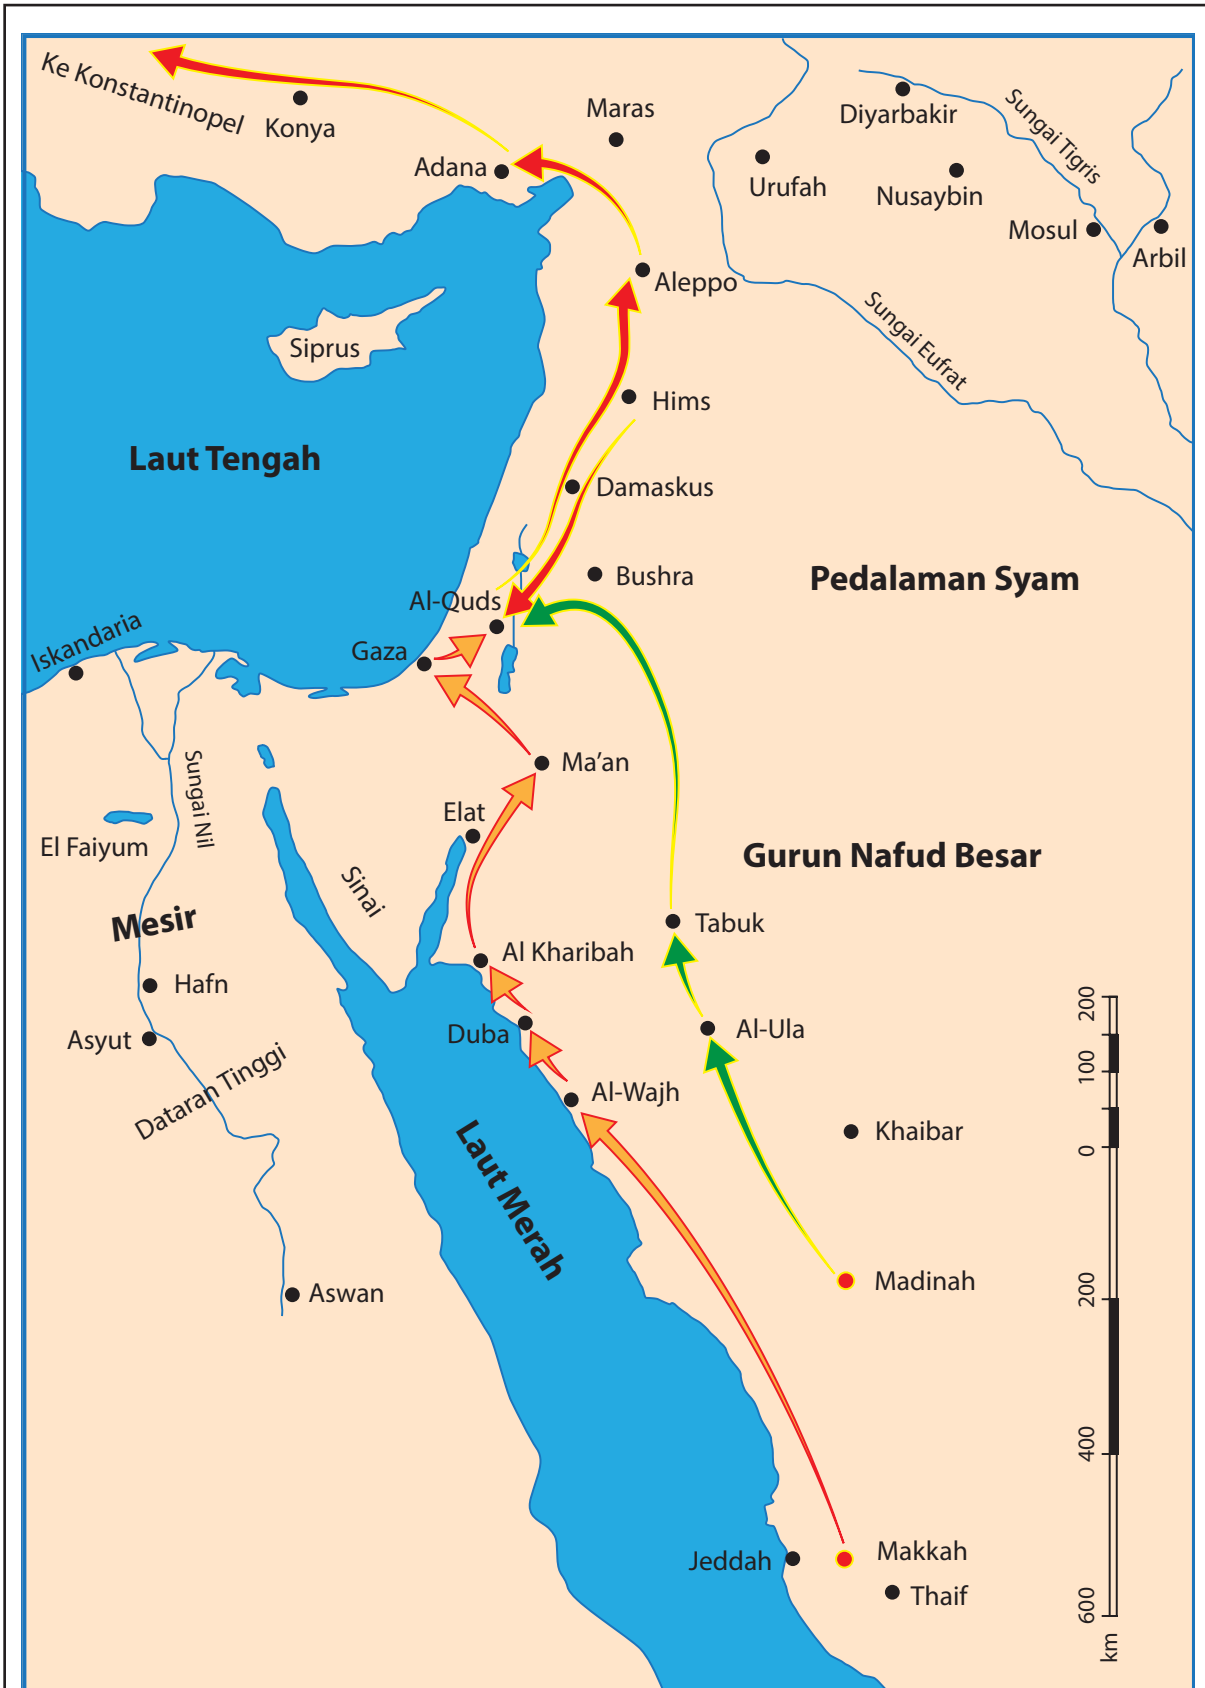 Ke Konstantinopel
Konya
Maras
Diyarbakir
Sungai Tigris
Adana
Urufah
Nusaybin
Mosul
Arbil
Aleppo
Sungai Eufrat
Siprus
Hims
Laut Tengah
Damaskus
Bushra
Pedalaman Syam
Al-Quds
Iskandaria
Gaza
Ma’an
Sungai Nil
Elat
El Faiyum
Gurun Nafud Besar
Sinai
Mesir
Tabuk
Al Kharibah
Hafn
Asyut
Duba
Al-Ula
Dataran Tinggi
Al-Wajh
Khaibar
Laut Merah
Madinah
Aswan
Jeddah
Makkah
Thaif
200
100
0
200
400
600
km